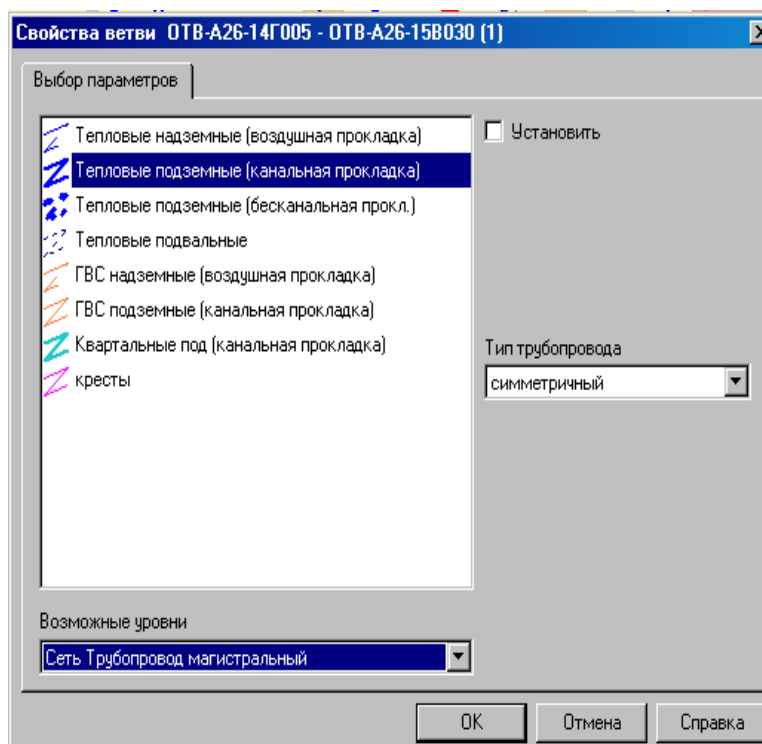 Свойства ветви ОТВ-А26-14Г005 - ОТВ-А26-15В030 (1)
Выбор параметров
Тепловые надземные (воздушная прокладка)
Установить
Тепловые подземные (канальная прокладка)
Тепловые подземные (бесканальная прокл.)
Тепловые подвальные
ГВС надземные (воздушная прокладка)
ГВС подземные (канальная прокладка)
Квартальные под (канальная прокладка)
кресты
Тип трубопровода
симметричный
Возможные уровни
Сеть Трубопровод магистральный
ОК
Отмена
Справка